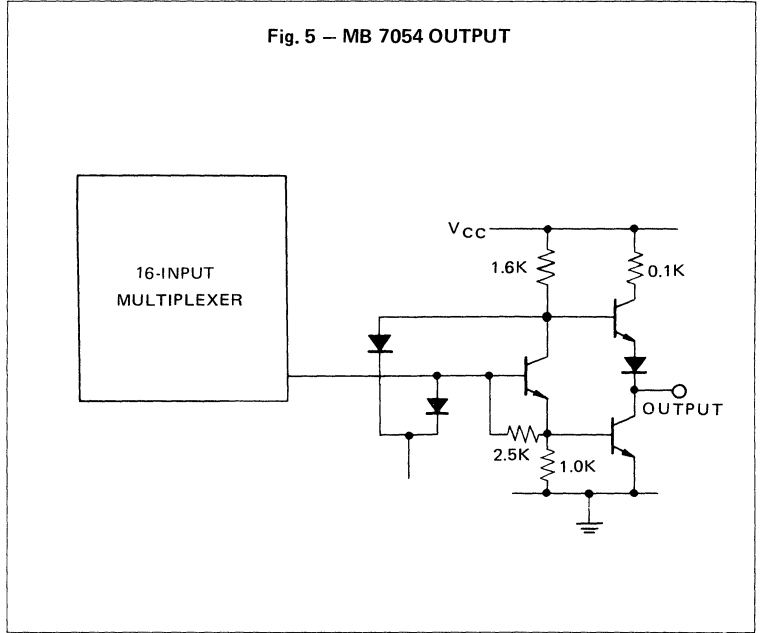 Fig. 5 — MB 7054 OUTPUT
VCC
1.6K
0.1K
16-INPUT
MULTIPLEXER
OUTPUT
2.5K
1.0K